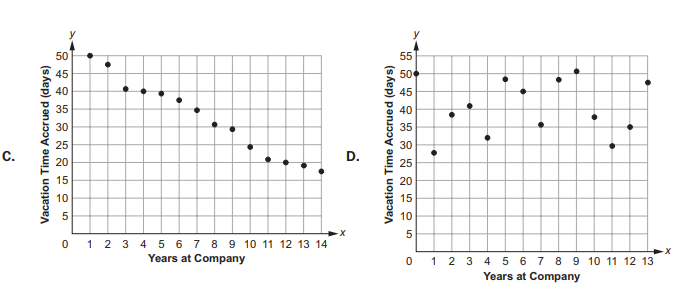 C.
y
Vacation Time Accrued (days)
50
45
40
35
30
25
20
15
10
5
0 1 2 3 4 5 6 7 8 9 10 11 12 13 14
x
Years at Company
D.
y
Vacation Time Accrued (days)
55
50
45
40
35
30
25
20
15
10
5
0 1 2 3 4 5 6 7 8 9 10 11 12 13
x
Years at Company